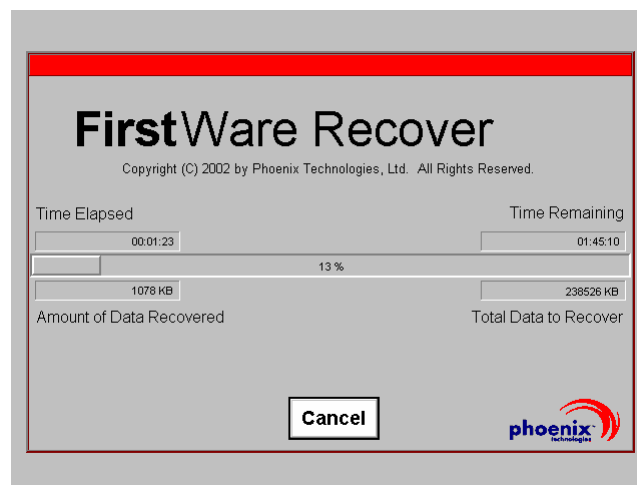 FirstWare Recover
Copyright (C) 2002 by Phoenix Technologies, Ltd. All Rights Reserved.
Time Elapsed Time Remaining
00:01:23 01:45:10
13 %
1078 KB 238526 KB
Amount of Data Recovered Total Data to Recover
Cancel
phoenix
technologies